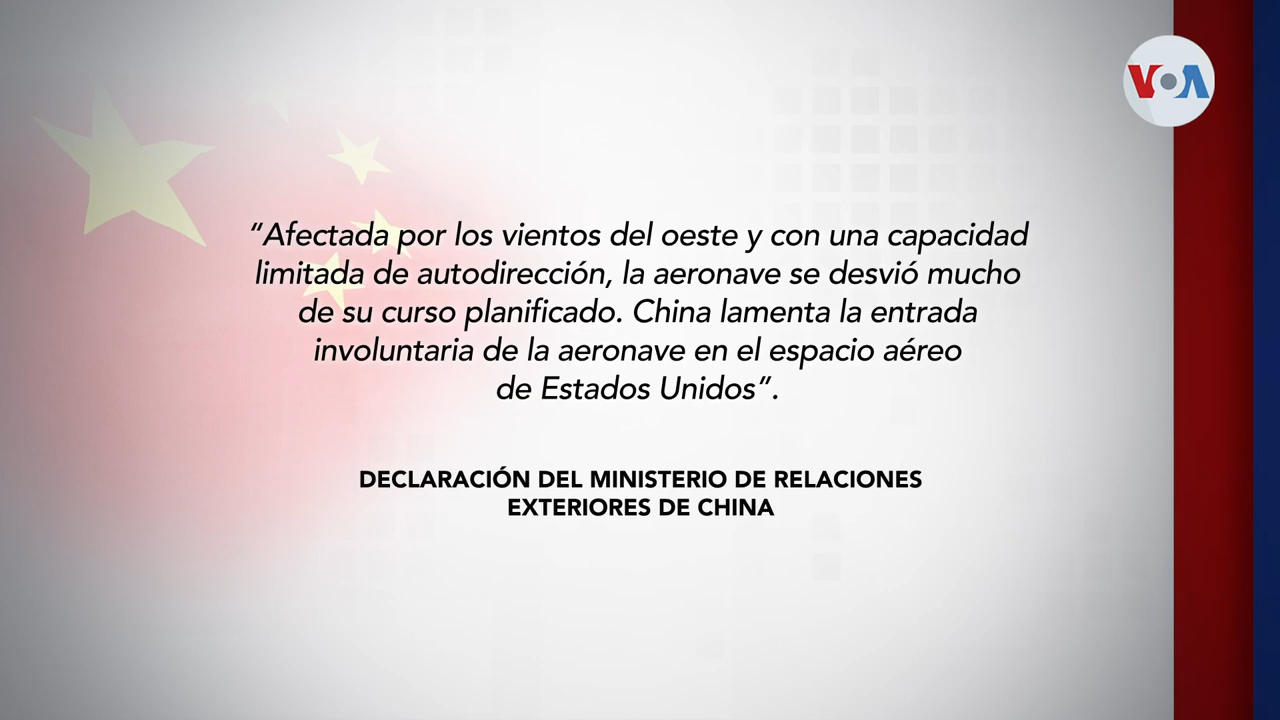 VOA
“Afectada por los vientos del oeste y con una capacidad
limitada de autodirección, la aeronave se desvió mucho
de su curso planificado. China lamenta la entrada
involuntaria de la aeronave en el espacio aéreo
de Estados Unidos”.
DECLARACIÓN DEL MINISTERIO DE RELACIONES
EXTERIORES DE CHINA